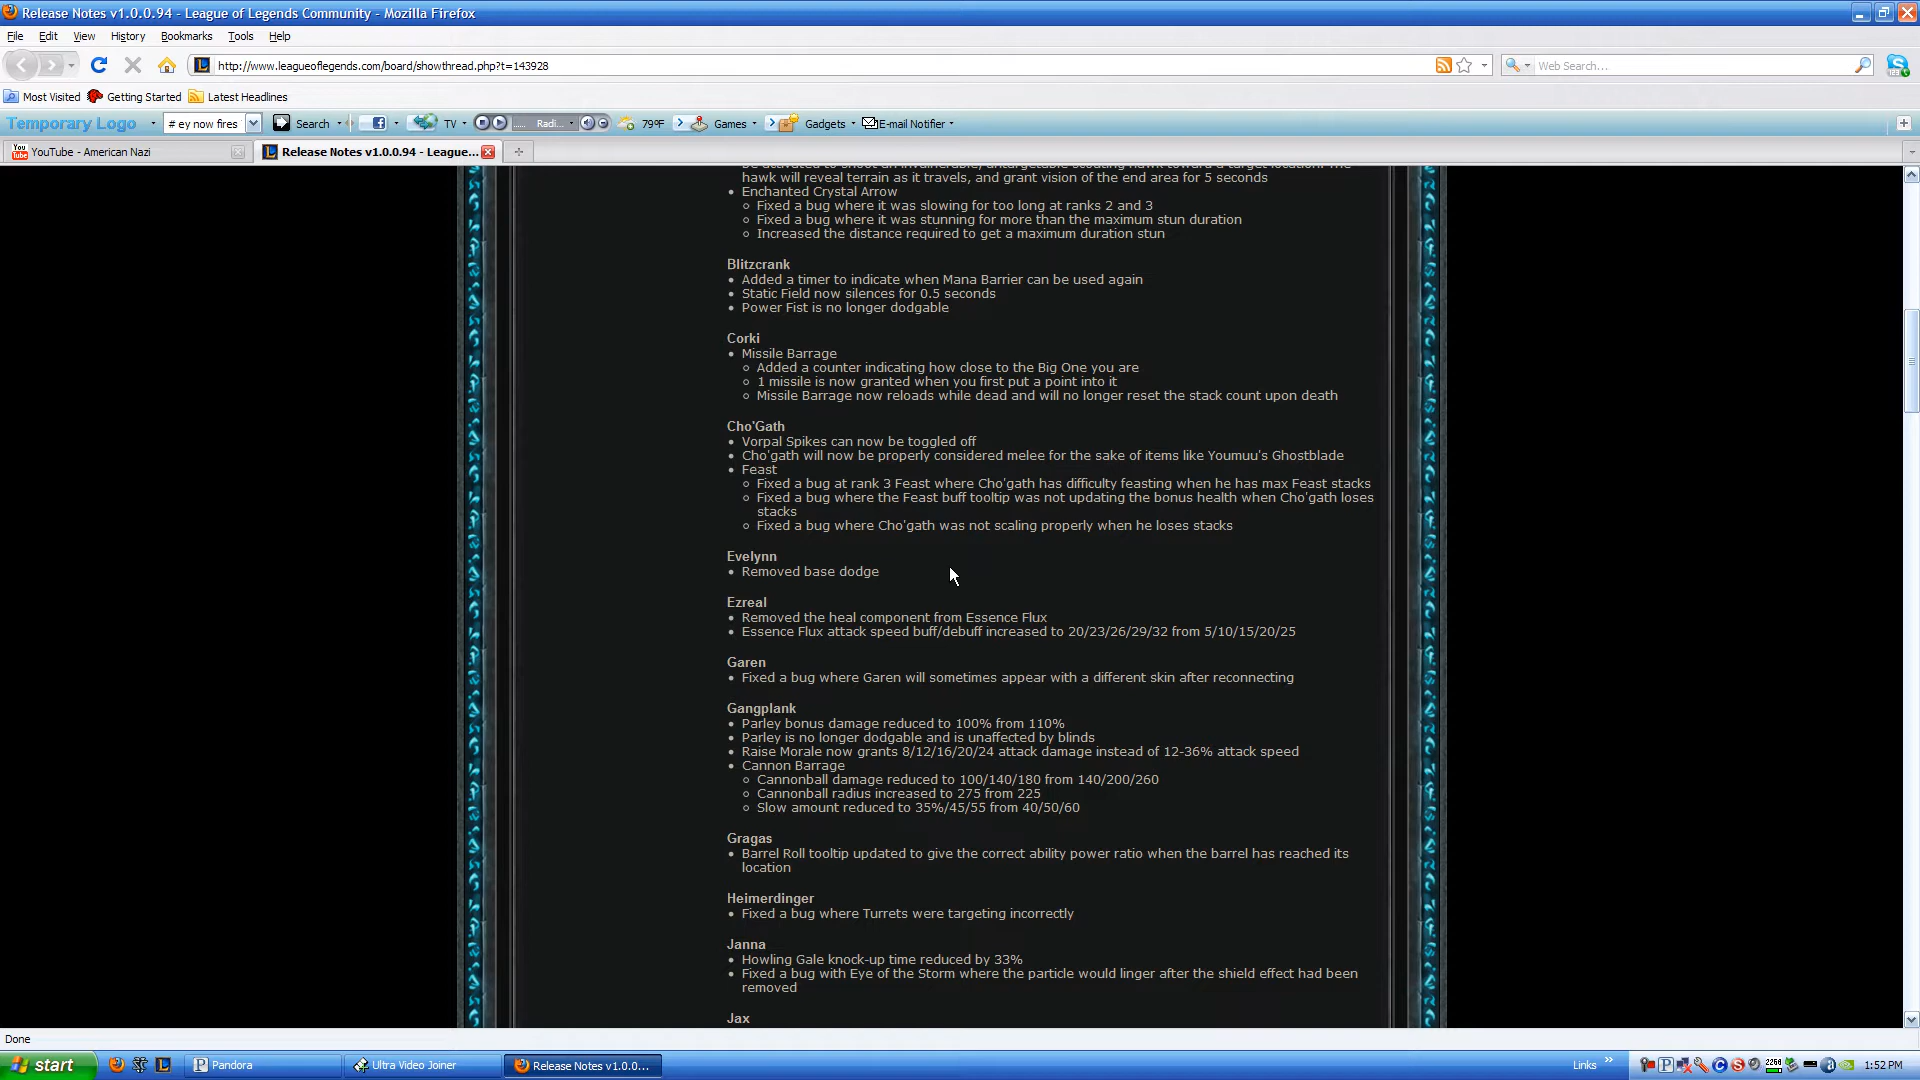 Release Notes v1.0.0.94 - League of Legends Community - Mozilla Firefox
File Edit View History Bookmarks Tools Help
http://www.leagueoflegends.com/board/showthread.php?t=143928
Web Search...
Most Visited Getting Started Latest Headlines
Temporary Logo # ey now fires Search TV Radi... 79°F Games Gadgets E-mail Notifier
YouTube - American Nazi Release Notes v1.0.0.94 - League...
hawk will reveal terrain as it travels, and grant vision of the end area for 5 seconds
• Enchanted Crystal Arrow
Fixed a bug where it was slowing for too long at ranks 2 and 3
Fixed a bug where it was stunning for more than the maximum stun duration
Increased the distance required to get a maximum duration stun
Blitzcrank
• Added a timer to indicate when Mana Barrier can be used again
• Static Field now silences for 0.5 seconds
• Power Fist is no longer dodgable
Corki
• Missile Barrage
Added a counter indicating how close to the Big One you are
1 missile is now granted when you first put a point into it
Missile Barrage now reloads while dead and will no longer reset the stack count upon death
Cho'Gath
• Vorpal Spikes can now be toggled off
• Cho'gath will now be properly considered melee for the sake of items like Youmuu's Ghostblade
• Feast
Fixed a bug at rank 3 Feast where Cho'gath has difficulty feasting when he has max Feast stacks
Fixed a bug where the Feast buff tooltip was not updating the bonus health when Cho'gath loses
stacks
Fixed a bug where Cho'gath was not scaling properly when he loses stacks
Evelynn
• Removed base dodge
Ezreal
• Removed the heal component from Essence Flux
• Essence Flux attack speed buff/debuff increased to 20/23/26/29/32 from 5/10/15/20/25
Garen
• Fixed a bug where Garen will sometimes appear with a different skin after reconnecting
Gangplank
• Parley bonus damage reduced to 100% from 110%
• Parley is no longer dodgable and is unaffected by blinds
• Raise Morale now grants 8/12/16/20/24 attack damage instead of 12-36% attack speed
• Cannon Barrage
Cannonball damage reduced to 100/140/180 from 140/200/260
Cannonball radius increased to 275 from 225
Slow amount reduced to 35%/45/55 from 40/50/60
Gragas
• Barrel Roll tooltip updated to give the correct ability power ratio when the barrel has reached its
location
Heimerdinger
• Fixed a bug where Turrets were targeting incorrectly
Janna
• Howling Gale knock-up time reduced by 33%
• Fixed a bug with Eye of the Storm where the particle would linger after the shield effect had been
removed
Jax
Done
start Pandora Ultra Video Joiner Release Notes v1.0.0... Links 1:52 PM